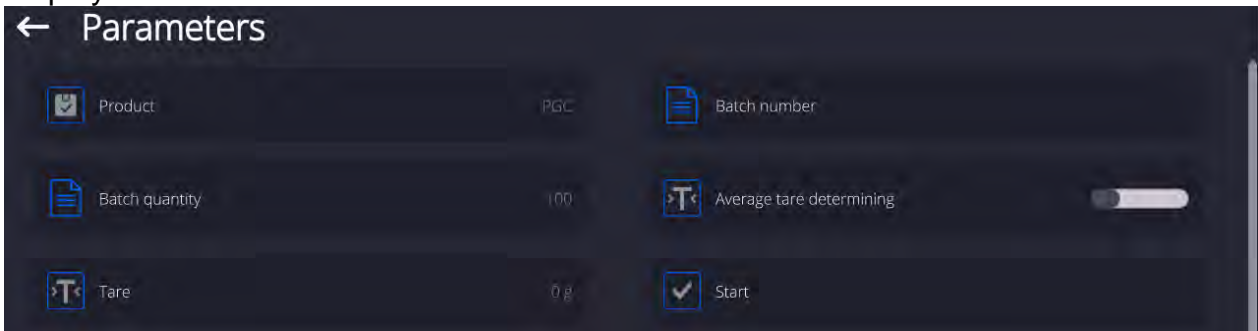 Parameters
Product PGC Batch number
Batch quantity 100 Average tare determining
>T< Tare 0 g Start